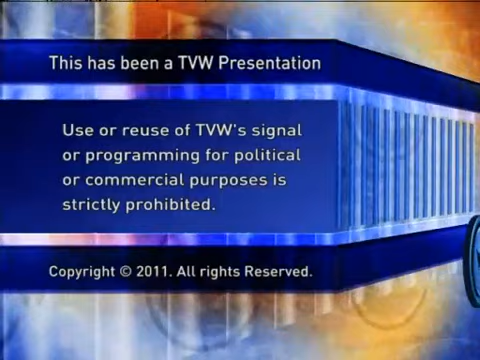 This has been a TVW Presentation
Use or reuse of TVW's signal
or programming for political
or commercial purposes is
strictly prohibited.
Copyright © 2011. All rights Reserved.